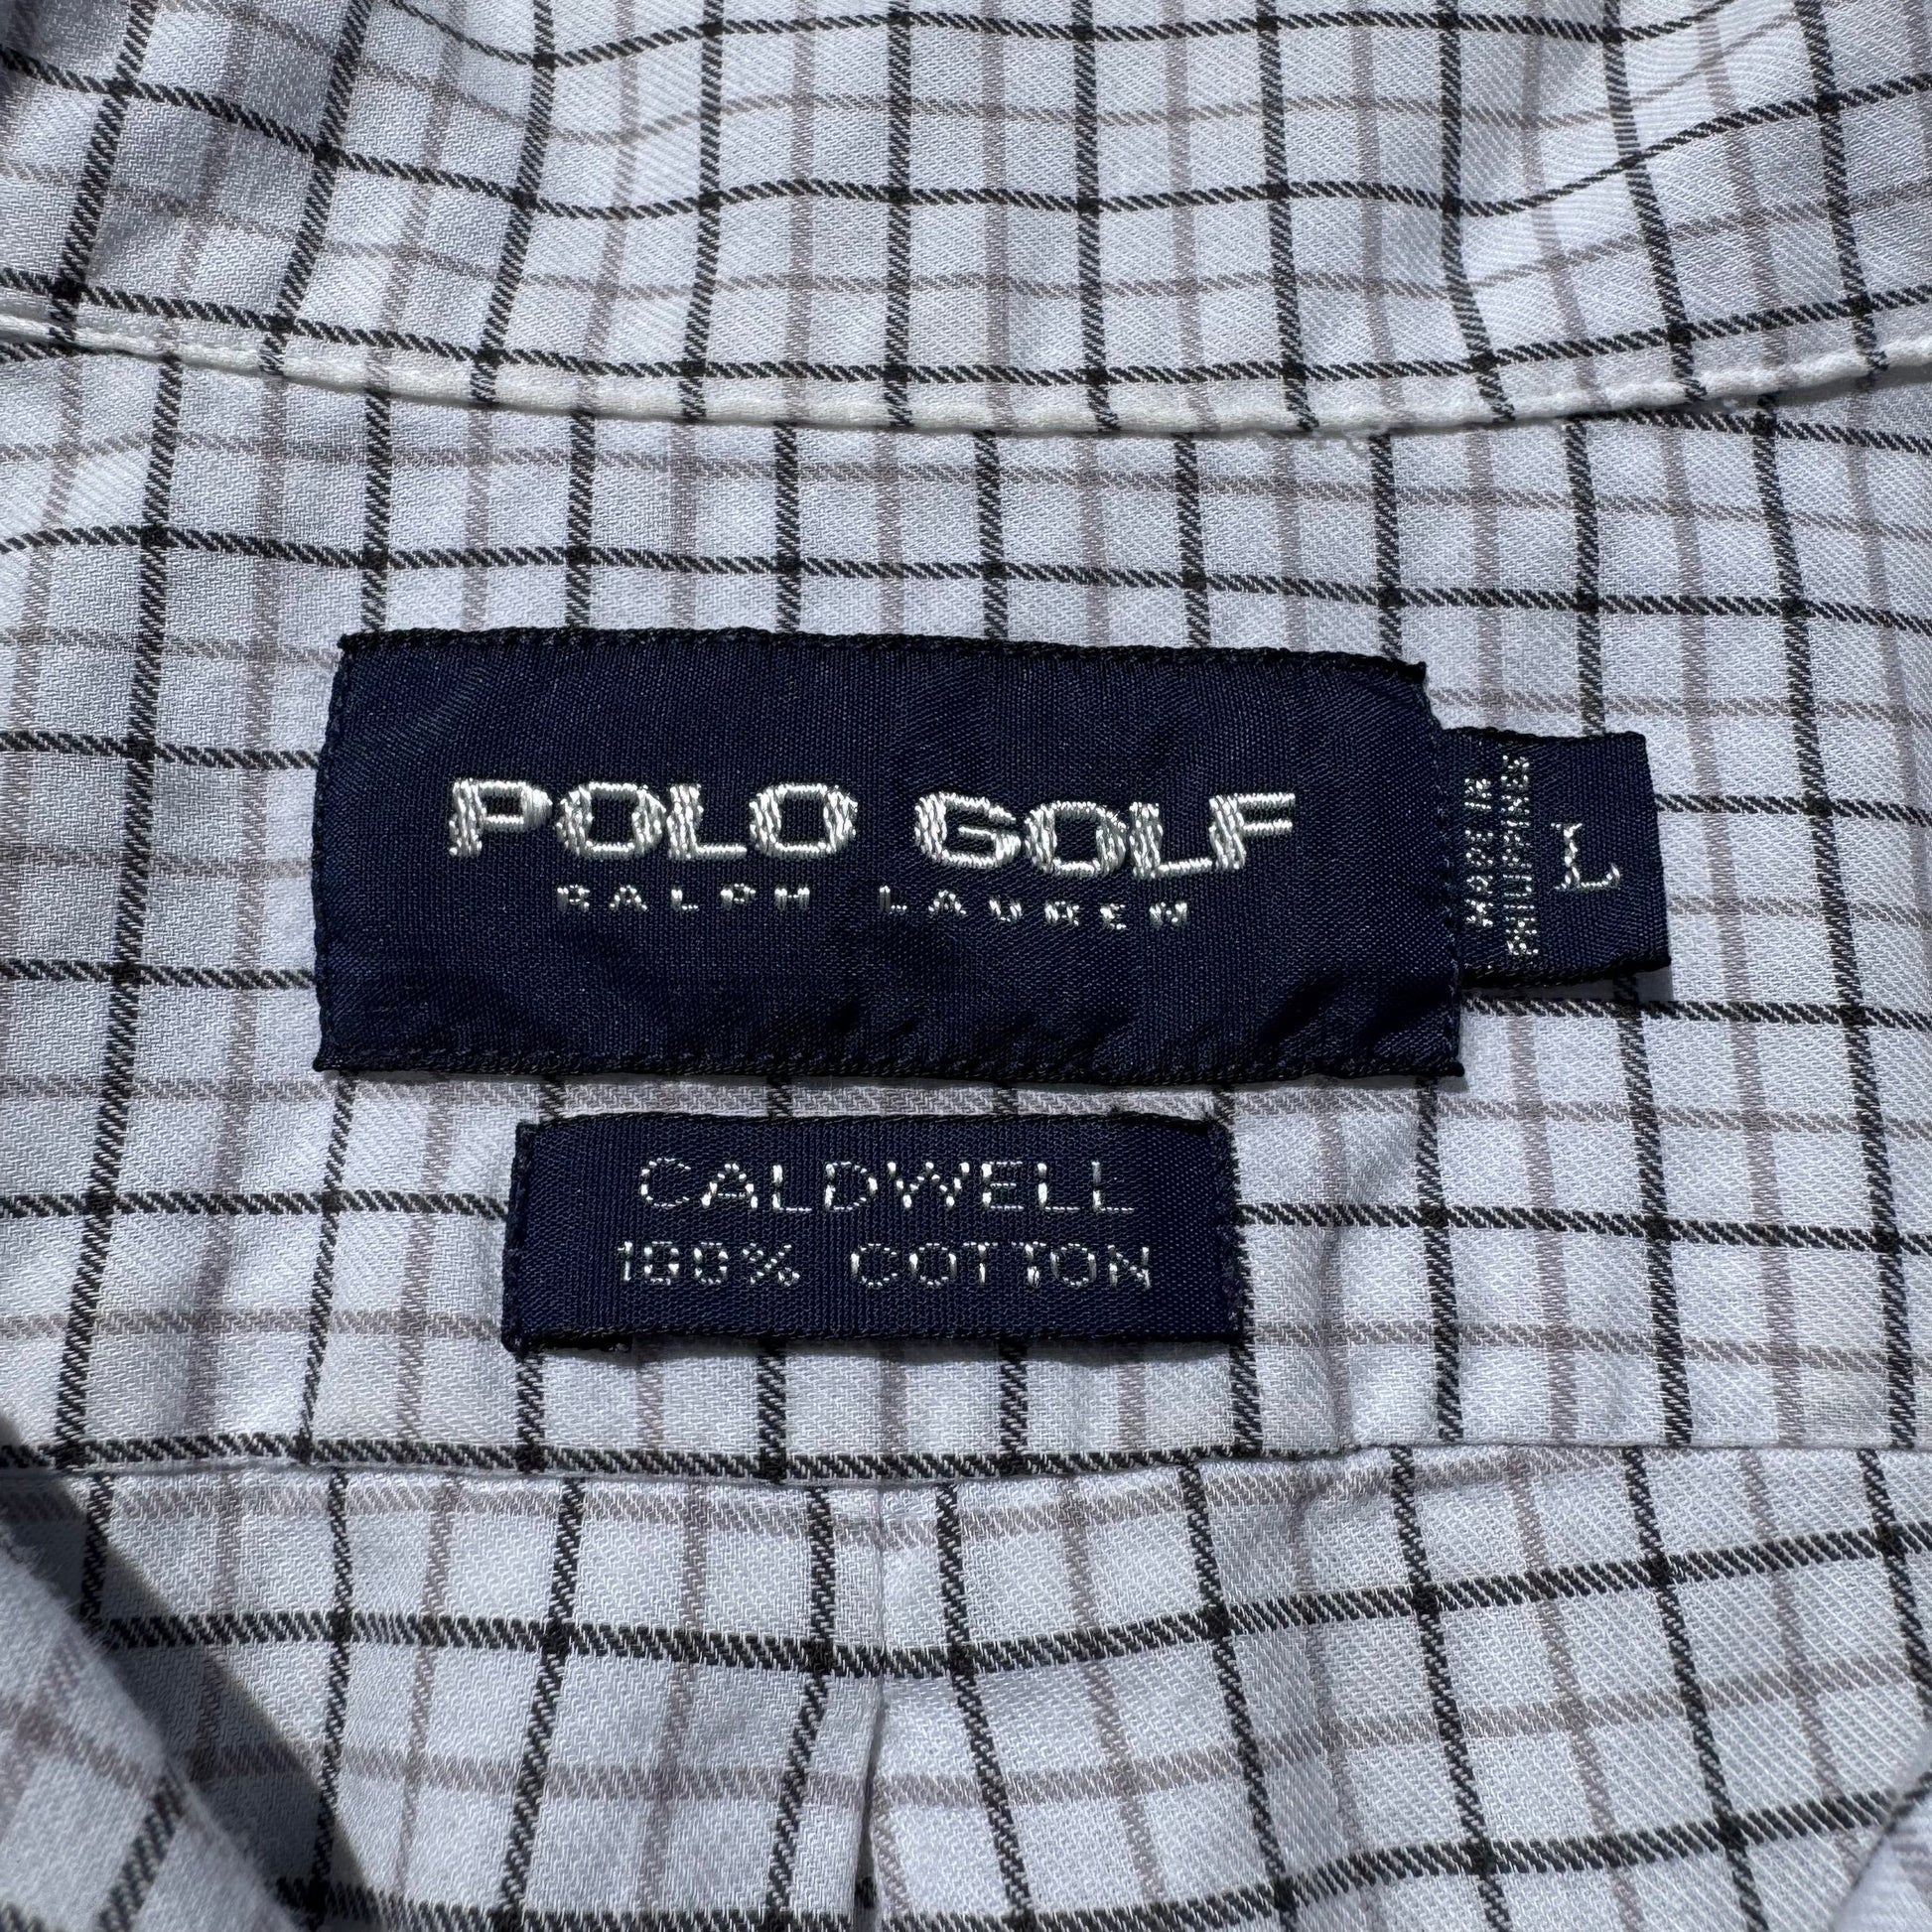 POLO GOLF
RALPH LAUREN
MADE IN
PHILIPPINES
L
CALDWELL
100% COTTON